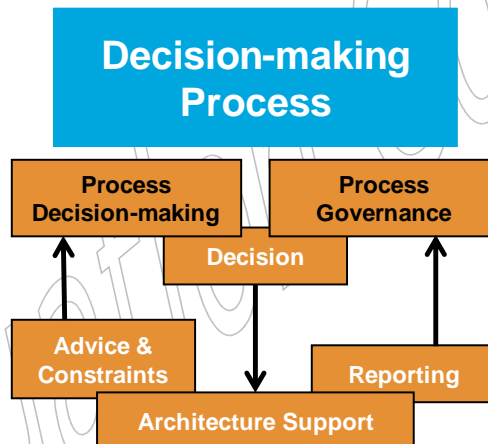 Decision-making
Process
Process
Decision-making
Process
Governance
Decision
Advice &
Constraints
Reporting
Architecture Support